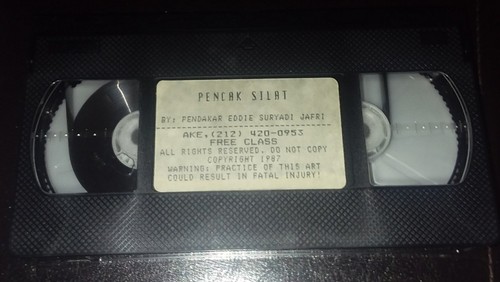 PENCAK SILAT
BY: PENDAKAR EDDIE SURYADI JAFRI
AKE,(212) 420-0953
FREE CLASS
ALL RIGHTS RESERVED. DO NOT COPY
COPYRIGHT 1987
WARNING: PRACTICE OF THIS ART
COULD RESULT IN FATAL INJURY!